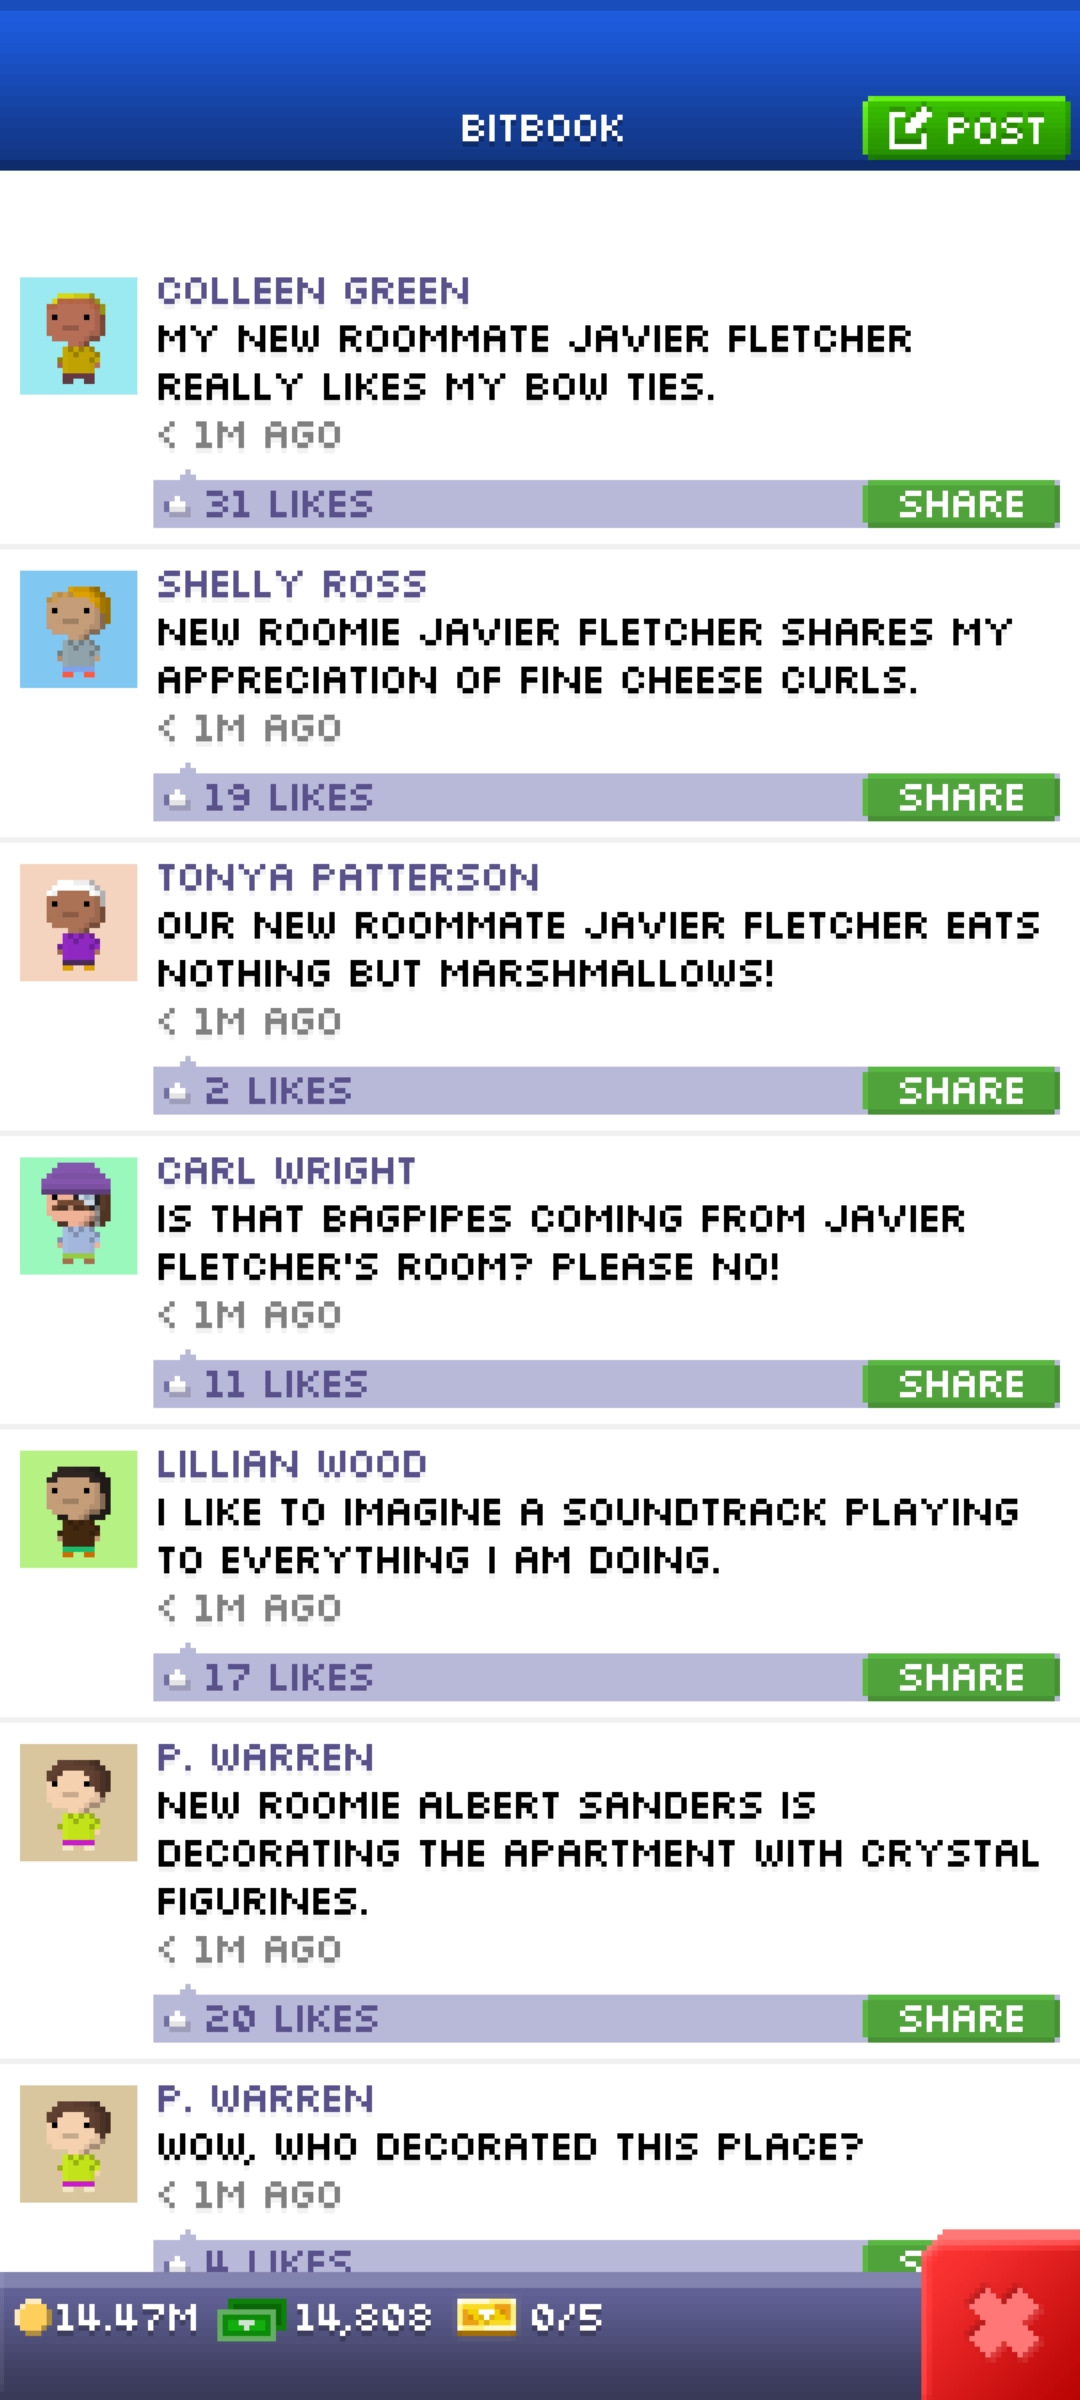 BITBOOK
POST
COLLEEN GREEN
MY NEW ROOMMATE JAVIER FLETCHER
REALLY LIKES MY BOW TIES.
< 1M AGO
31 LIKES
SHARE
SHELLY ROSS
NEW ROOMIE JAVIER FLETCHER SHARES MY
APPRECIATION OF FINE CHEESE CURLS.
< 1M AGO
19 LIKES
SHARE
TONYA PATTERSON
OUR NEW ROOMMATE JAVIER FLETCHER EATS
NOTHING BUT MARSHMALLOWS!
< 1M AGO
2 LIKES
SHARE
CARL WRIGHT
IS THAT BAGPIPES COMING FROM JAVIER
FLETCHER'S ROOM? PLEASE NO!
< 1M AGO
11 LIKES
SHARE
LILLIAN WOOD
I LIKE TO IMAGINE A SOUNDTRACK PLAYING
TO EVERYTHING I AM DOING.
< 1M AGO
17 LIKES
SHARE
P. WARREN
NEW ROOMIE ALBERT SANDERS IS
DECORATING THE APARTMENT WITH CRYSTAL
FIGURINES.
< 1M AGO
20 LIKES
SHARE
P. WARREN
WOW, WHO DECORATED THIS PLACE?
< 1M AGO
4 LIKES
14.47M 14,808 0/5